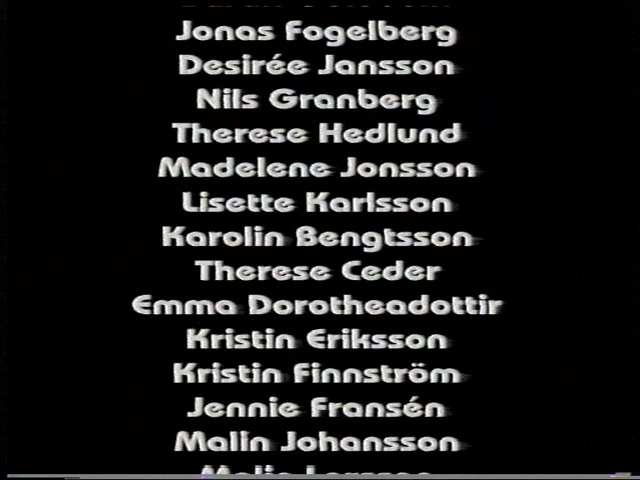 Jonas Fogelberg
Desirée Jansson
Nils Granberg
Therese Hedlund
Madelene Jonsson
Lisette Karlsson
Karolin Bengtsson
Therese Ceder
Emma Dorotheadottir
Kristin Eriksson
Kristin Finnström
Jennie Fransén
Malin Johansson